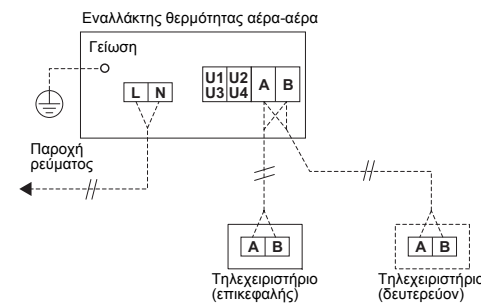 Εναλλάκτης θερμότητας αέρα-αέρα
Γείωση
L N
U1 U2 A B
U3 U4
Παροχή
ρεύματος
A B
A B
Τηλεχειριστήριο
(επικεφαλής)
Τηλεχειριστήριο
(δευτερεύον)